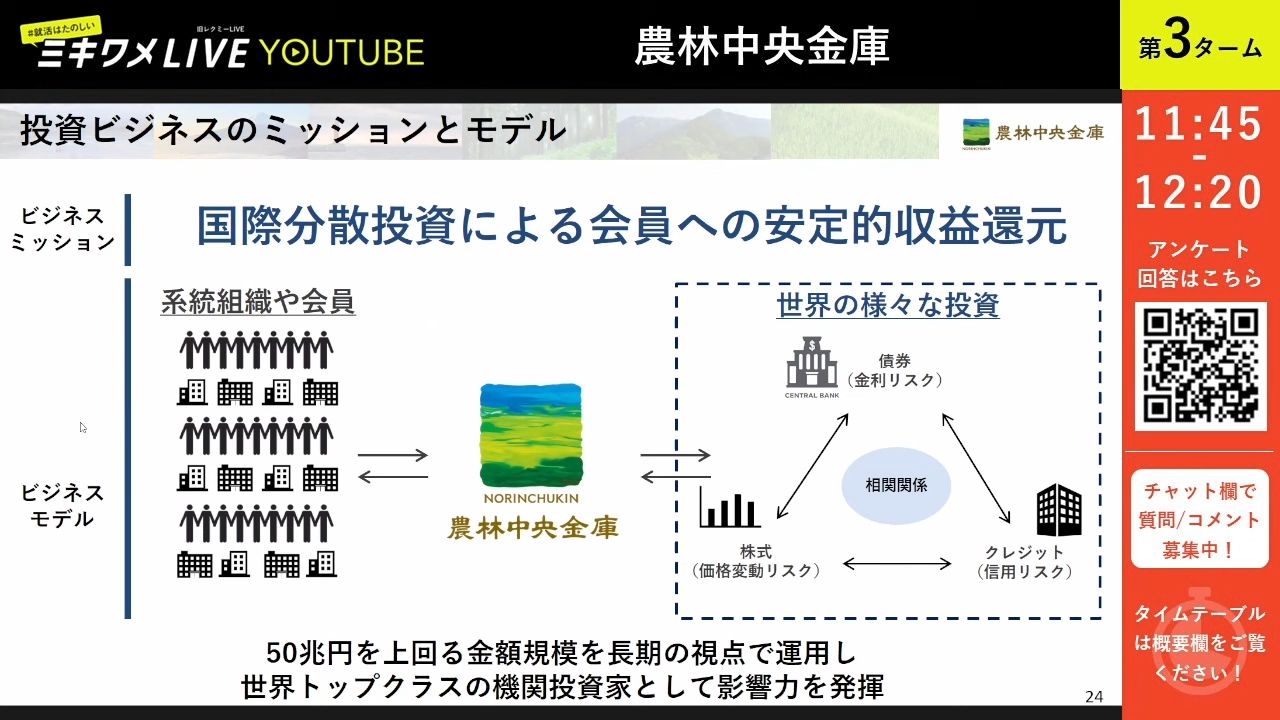 #就活はたのしい
旧レクミーLIVE
ミキワメLIVE YOUTUBE
農林中央金庫
第3ターム
投資ビジネスのミッションとモデル
農林中央金庫
NORINCHUKIN
11:45
-
12:20
アンケート
回答はこちら
チャット欄で
質問/コメント
募集中！
タイムテーブル
は概要欄をご覧
ください！
ビジネス
ミッション
国際分散投資による会員への安定的収益還元
ビジネス
モデル
系統組織や会員
NORINCHUKIN
農林中央金庫
世界の様々な投資
$
CENTRAL BANK
債券
（金利リスク）
相関関係
株式
（価格変動リスク）
クレジット
（信用リスク）
50兆円を上回る金額規模を長期の視点で運用し
世界トップクラスの機関投資家として影響力を発揮
24